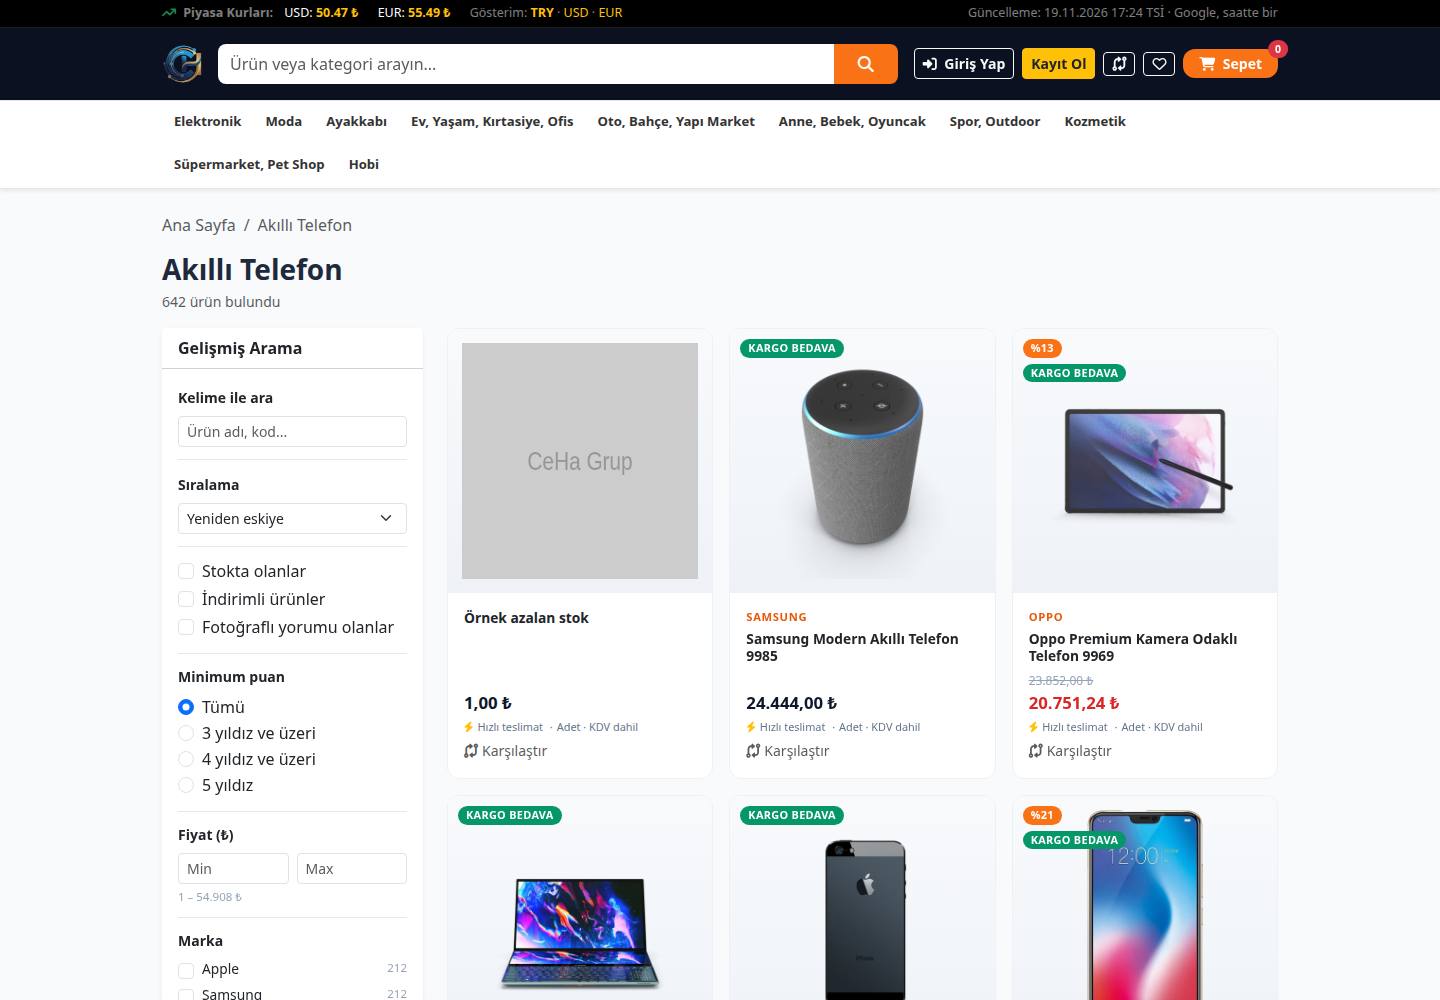 Piyasa Kurları: USD: 50.47 ₺ EUR: 55.49 ₺ Gösterim: TRY · USD · EUR
Güncelleme: 19.11.2026 17:24 TSİ · Google, saatte bir
Ürün veya kategori arayın...
Giriş Yap
Kayıt Ol
Sepet
0
Elektronik Moda Ayakkabı Ev, Yaşam, Kırtasiye, Ofis Oto, Bahçe, Yapı Market Anne, Bebek, Oyuncak Spor, Outdoor Kozmetik
Süpermarket, Pet Shop Hobi
Ana Sayfa / Akıllı Telefon
Akıllı Telefon
642 ürün bulundu
Gelişmiş Arama
Kelime ile ara
Ürün adı, kod...
Sıralama
Yeniden eskiye
Stokta olanlar
İndirimli ürünler
Fotoğraflı yorumu olanlar
Minimum puan
Tümü
3 yıldız ve üzeri
4 yıldız ve üzeri
5 yıldız
Fiyat (₺)
Min Max
1 – 54.908 ₺
Marka
Apple 212
Samsung 212
CeHa Grup
Örnek azalan stok
1,00 ₺
Hızlı teslimat · Adet · KDV dahil
Karşılaştır
KARGO BEDAVA
SAMSUNG
Samsung Modern Akıllı Telefon
9985
24.444,00 ₺
Hızlı teslimat · Adet · KDV dahil
Karşılaştır
%13
KARGO BEDAVA
OPPO
Oppo Premium Kamera Odaklı
Telefon 9969
23.852,00 ₺
20.751,24 ₺
Hızlı teslimat · Adet · KDV dahil
Karşılaştır
KARGO BEDAVA
KARGO BEDAVA
iPhone
%21
KARGO BEDAVA
12:00